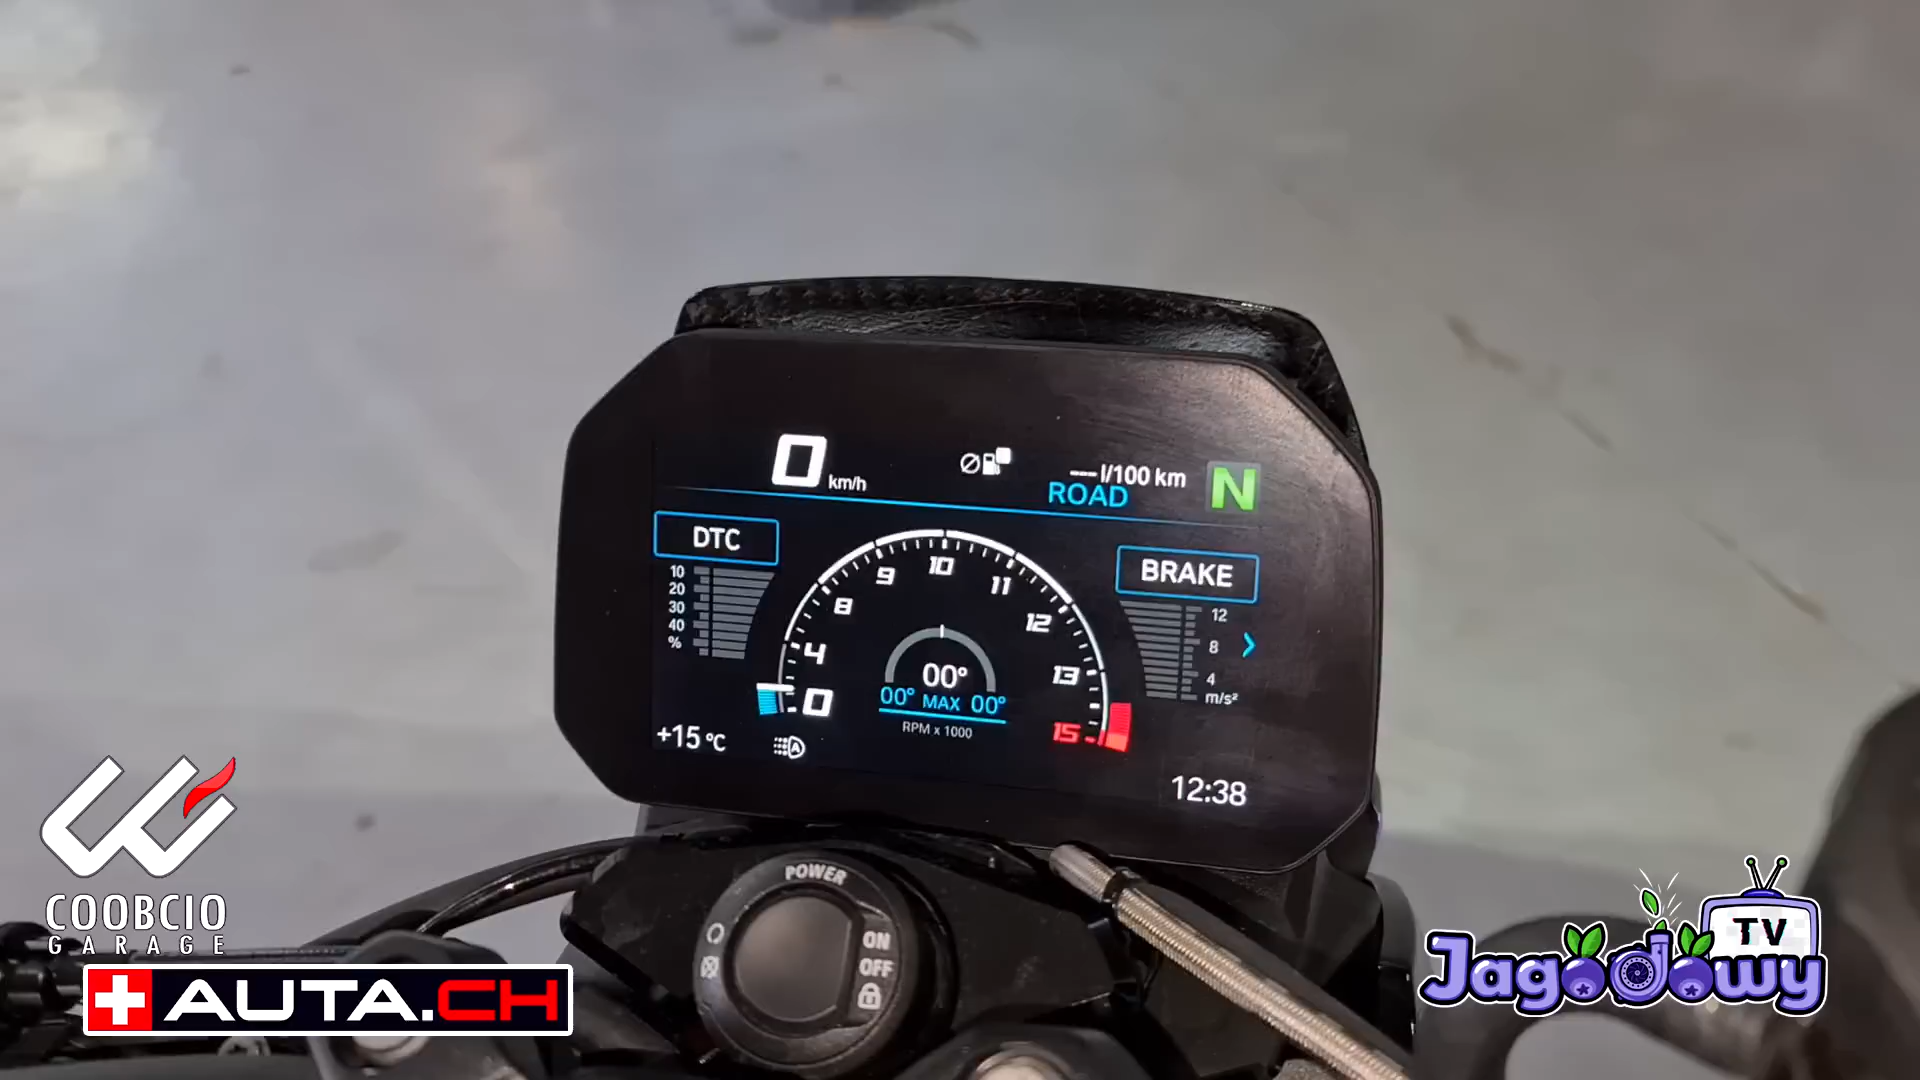 0 km/h
--- l/100 km
ROAD
N
DTC
10
20
30
40
%
0
4
8
9
10
11
12
13
15
00°
00° MAX 00°
RPM x 1000
BRAKE
12
8
4
m/s²
+15 °C
12:38
POWER
ON
OFF
COOBCIO
GARAGE
AUTA.CH
TV
Jagodowy